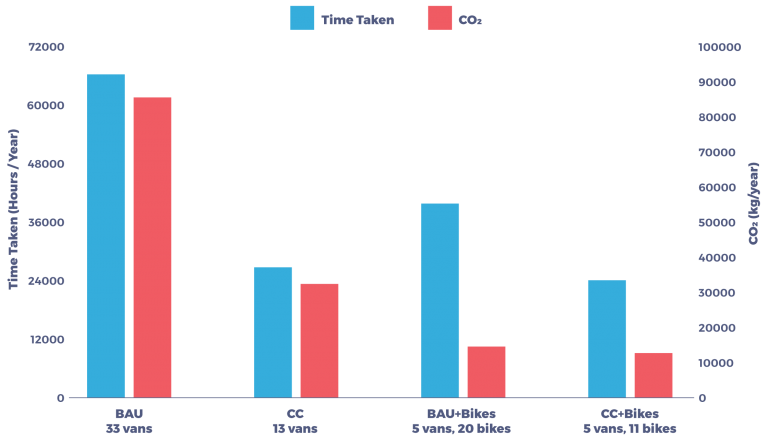 Time Taken
CO₂
72000
60000
48000
36000
24000
12000
0
Time Taken (Hours / Year)
100000
90000
80000
70000
60000
50000
40000
30000
20000
10000
0
CO₂ (kg/year)
BAU
33 vans
CC
13 vans
BAU+Bikes
5 vans, 20 bikes
CC+Bikes
5 vans, 11 bikes